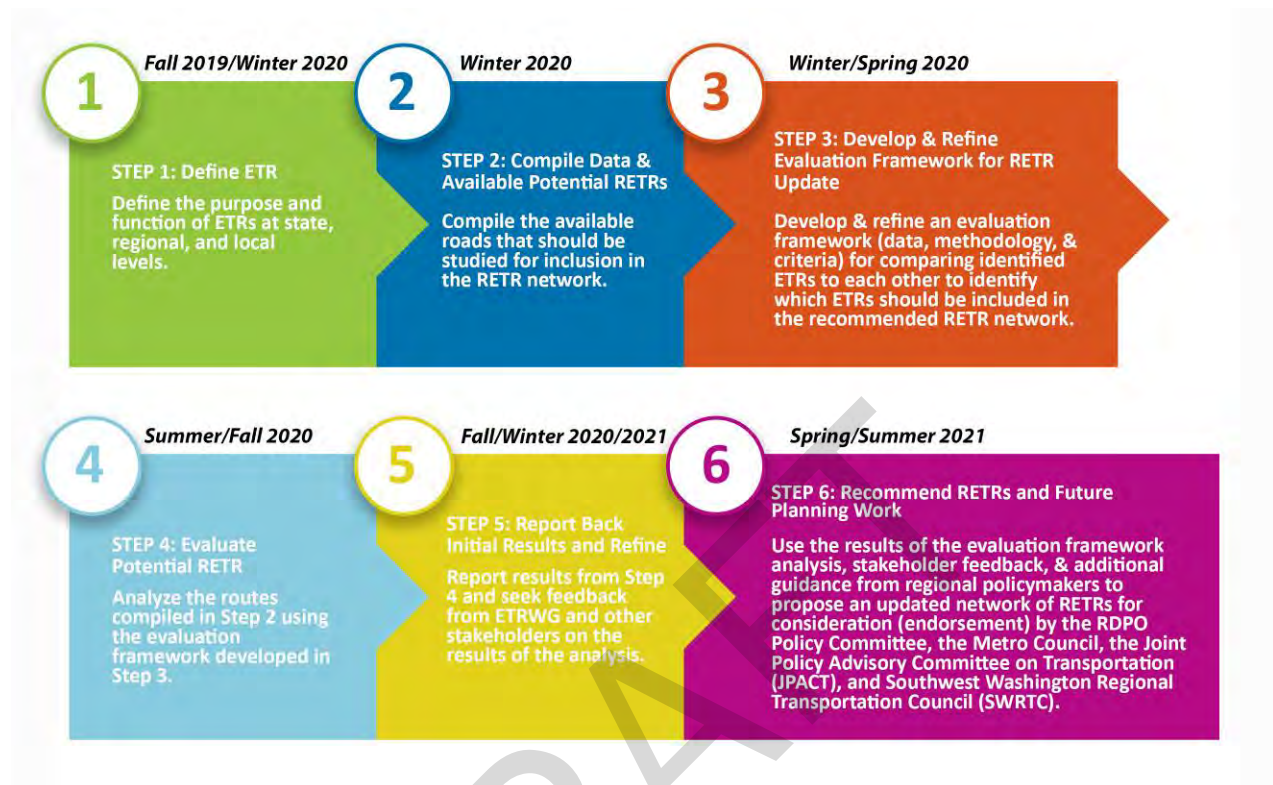 Fall 2019/Winter 2020
1
STEP 1: Define ETR
Define the purpose and
function of ETRs at state,
regional, and local
levels.
Winter 2020
2
STEP 2: Compile Data &
Available Potential RETRs
Compile the available
roads that should be
studied for inclusion in
the RETR network.
Winter/Spring 2020
3
STEP 3: Develop & Refine
Evaluation Framework for RETR
Update
Develop & refine an evaluation
framework (data, methodology, &
criteria) for comparing identified
ETRs to each other to identify
which ETRs should be included in
the recommended RETR network.
Summer/Fall 2020
4
STEP 4: Evaluate
Potential RETR
Analyze the routes
compiled in Step 2 using
the evaluation
framework developed in
Step 3.
Fall/Winter 2020/2021
5
STEP 5: Report Back
Initial Results and Refine
Report results from Step
4 and seek feedback
from ETRWG and other
stakeholders on the
results of the analysis.
Spring/Summer 2021
6
STEP 6: Recommend RETRs and Future
Planning Work
Use the results of the evaluation framework
analysis, stakeholder feedback, & additional
guidance from regional policymakers to
propose an updated network of RETRs for
consideration (endorsement) by the RDPO
Policy Committee, the Metro Council, the Joint
Policy Advisory Committee on Transportation
(JPACT), and Southwest Washington Regional
Transportation Council (SWRTC).